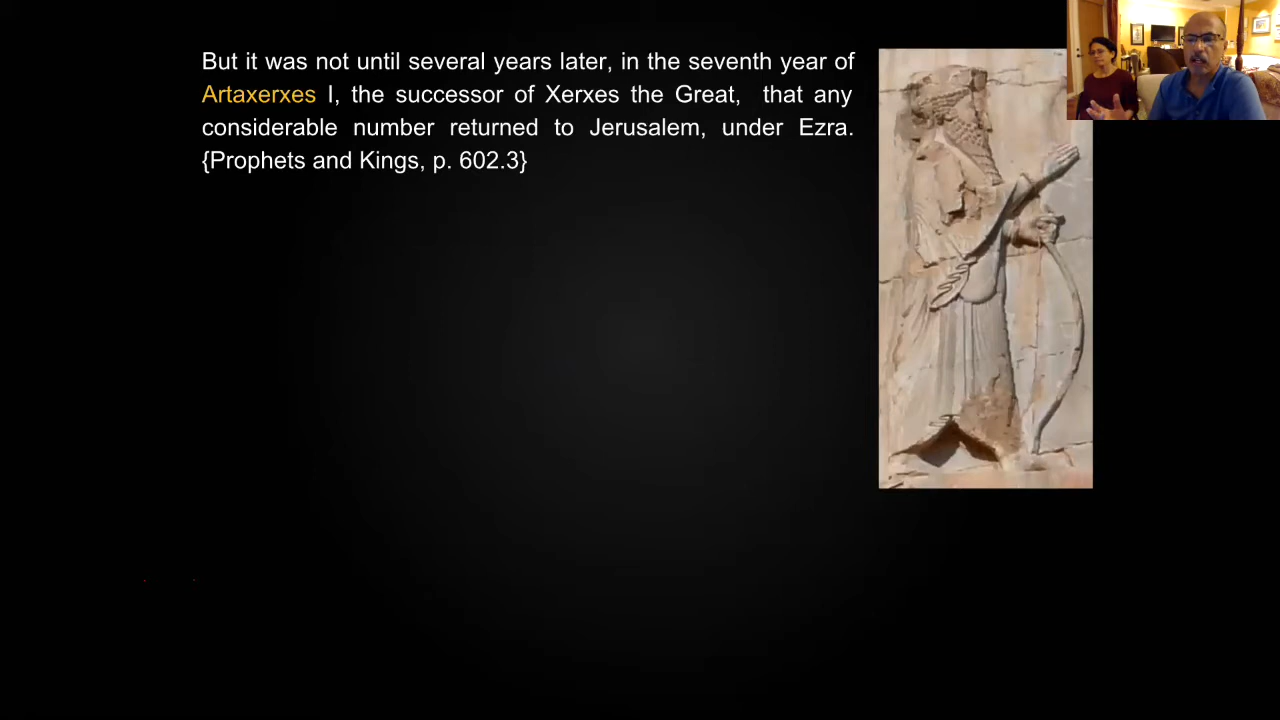 But it was not until several years later, in the seventh year of
Artaxerxes I, the successor of Xerxes the Great, that any
considerable number returned to Jerusalem, under Ezra.
{Prophets and Kings, p. 602.3}